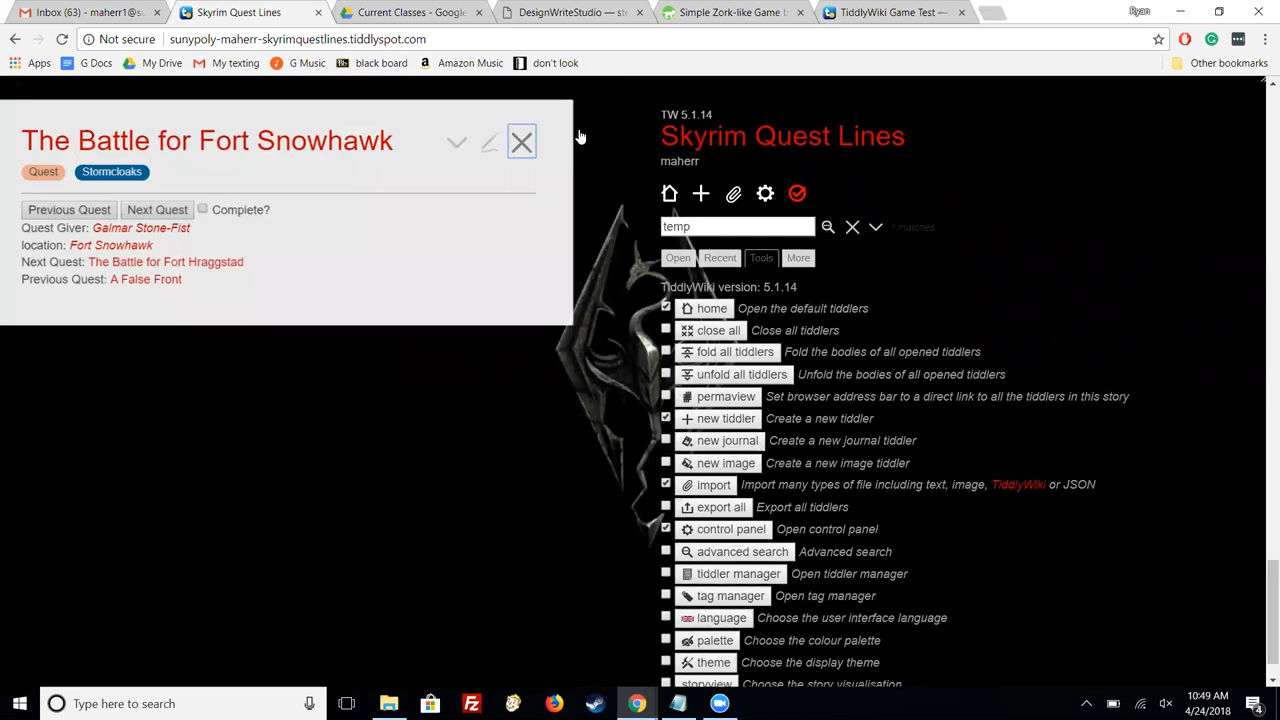 Inbox (63) - maherr1@su
Skyrim Quest Lines
Current Classes - Google
DesignWriteStudio — ste
Simple Zork-like Game b
TiddlyWiki Game Test —
Ryan
Not secure
sunypoly-maherr-skyrimquestlines.tiddlyspot.com
Apps
G Docs
My Drive
My texting
G Music
Bb
black board
Amazon Music
don't look
Other bookmarks
The Battle for Fort Snowhawk
Quest
Stormcloaks
Previous Quest
Next Quest
Complete?
Quest Giver: Galmar Stone-Fist
location: Fort Snowhawk
Next Quest: The Battle for Fort Hraggstad
Previous Quest: A False Front
TW 5.1.14
Skyrim Quest Lines
maherr
temp
matches
Open
Recent
Tools
More
TiddlyWiki version: 5.1.14
home Open the default tiddlers
close all Close all tiddlers
fold all tiddlers Fold the bodies of all opened tiddlers
unfold all tiddlers Unfold the bodies of all opened tiddlers
permaview Set browser address bar to a direct link to all the tiddlers in this story
new tiddler Create a new tiddler
new journal Create a new journal tiddler
new image Create a new image tiddler
import Import many types of file including text, image, TiddlyWiki or JSON
export all Export all tiddlers
control panel Open control panel
advanced search Advanced search
tiddler manager Open tiddler manager
tag manager Open tag manager
language Choose the user interface language
palette Choose the colour palette
theme Choose the display theme
storyview Choose the story visualisation
Type here to search
10:49 AM
4/24/2018
4